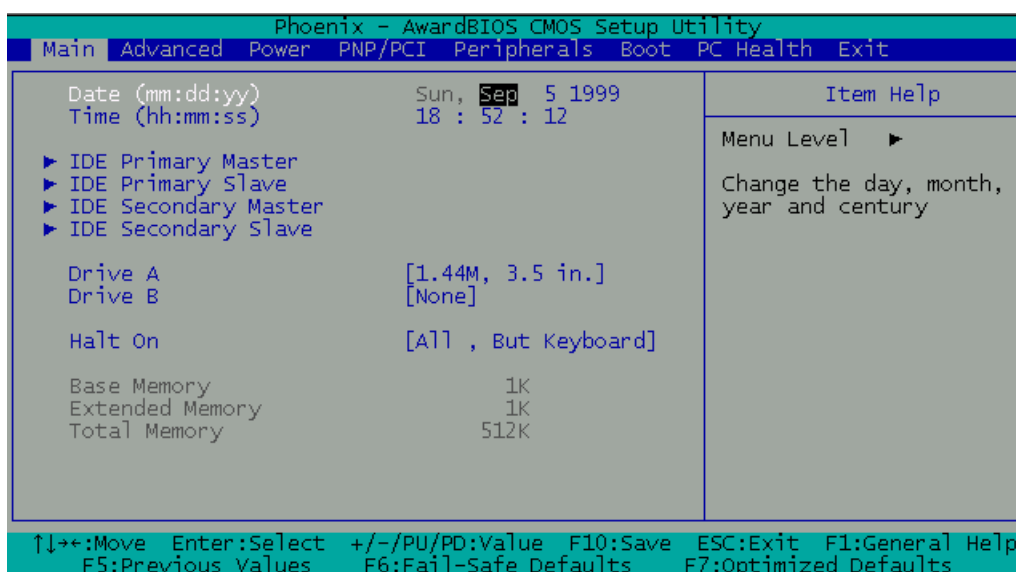 Phoenix - AwardBIOS CMOS Setup Utility
Main Advanced Power PNP/PCI Peripherals Boot PC Health Exit
Date (mm:dd:yy) Sun, Sep 5 1999
Time (hh:mm:ss) 18 : 52 : 12
► IDE Primary Master
► IDE Primary Slave
► IDE Secondary Master
► IDE Secondary Slave
Drive A [1.44M, 3.5 in.]
Drive B [None]
Halt On [All , But Keyboard]
Base Memory 1K
Extended Memory 1K
Total Memory 512K
Item Help
Menu Level ►
Change the day, month,
year and century
↑↓→←:Move Enter:Select +/-/PU/PD:Value F10:Save ESC:Exit F1:General Help
F5:Previous Values F6:Fail-Safe Defaults F7:Optimized Defaults